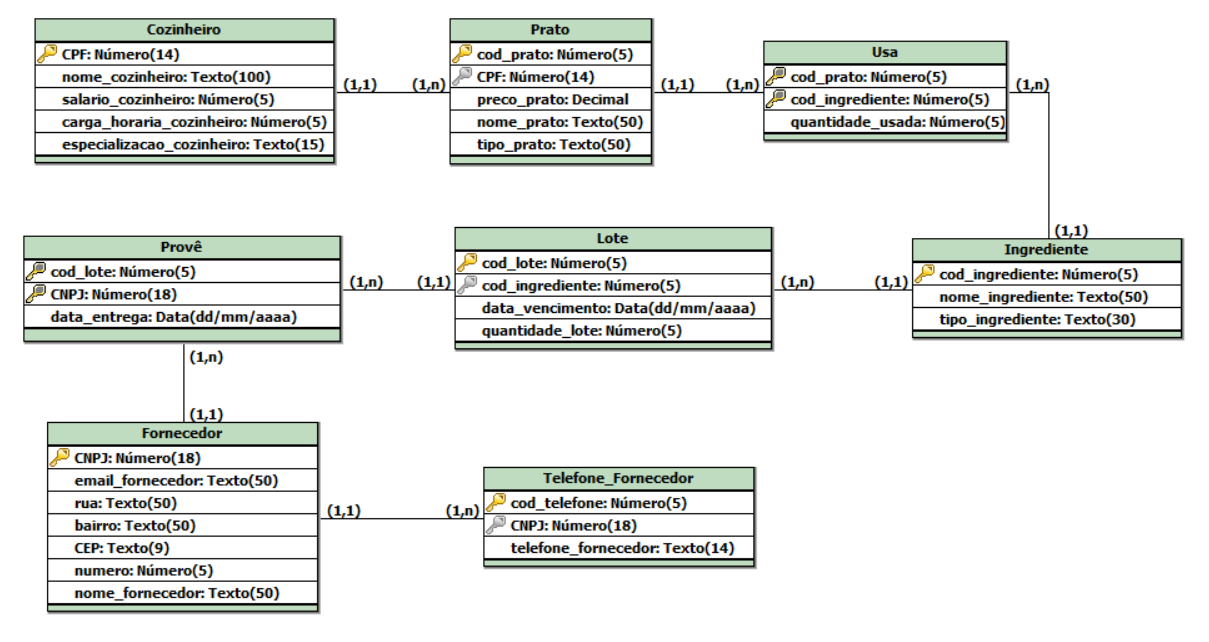 Cozinheiro
CPF: Número(14)
nome_cozinheiro: Texto(100)
salario_cozinheiro: Número(5)
carga_horaria_cozinheiro: Número(5)
especializacao_cozinheiro: Texto(15)
(1,1)
(1,n)
Prato
cod_prato: Número(5)
CPF: Número(14)
preco_prato: Decimal
nome_prato: Texto(50)
tipo_prato: Texto(50)
(1,1)
(1,n)
Usa
cod_prato: Número(5)
cod_ingrediente: Número(5)
quantidade_usada: Número(5)
(1,n)
(1,1)
Provê
cod_lote: Número(5)
CNPJ: Número(18)
data_entrega: Data(dd/mm/aaaa)
(1,n)
(1,1)
Lote
cod_lote: Número(5)
cod_ingrediente: Número(5)
data_vencimento: Data(dd/mm/aaaa)
quantidade_lote: Número(5)
(1,n)
(1,1)
Ingrediente
cod_ingrediente: Número(5)
nome_ingrediente: Texto(50)
tipo_ingrediente: Texto(30)
(1,n)
(1,1)
Fornecedor
CNPJ: Número(18)
email_fornecedor: Texto(50)
rua: Texto(50)
bairro: Texto(50)
CEP: Texto(9)
numero: Número(5)
nome_fornecedor: Texto(50)
(1,1)
(1,n)
Telefone_Fornecedor
cod_telefone: Número(5)
CNPJ: Número(18)
telefone_fornecedor: Texto(14)